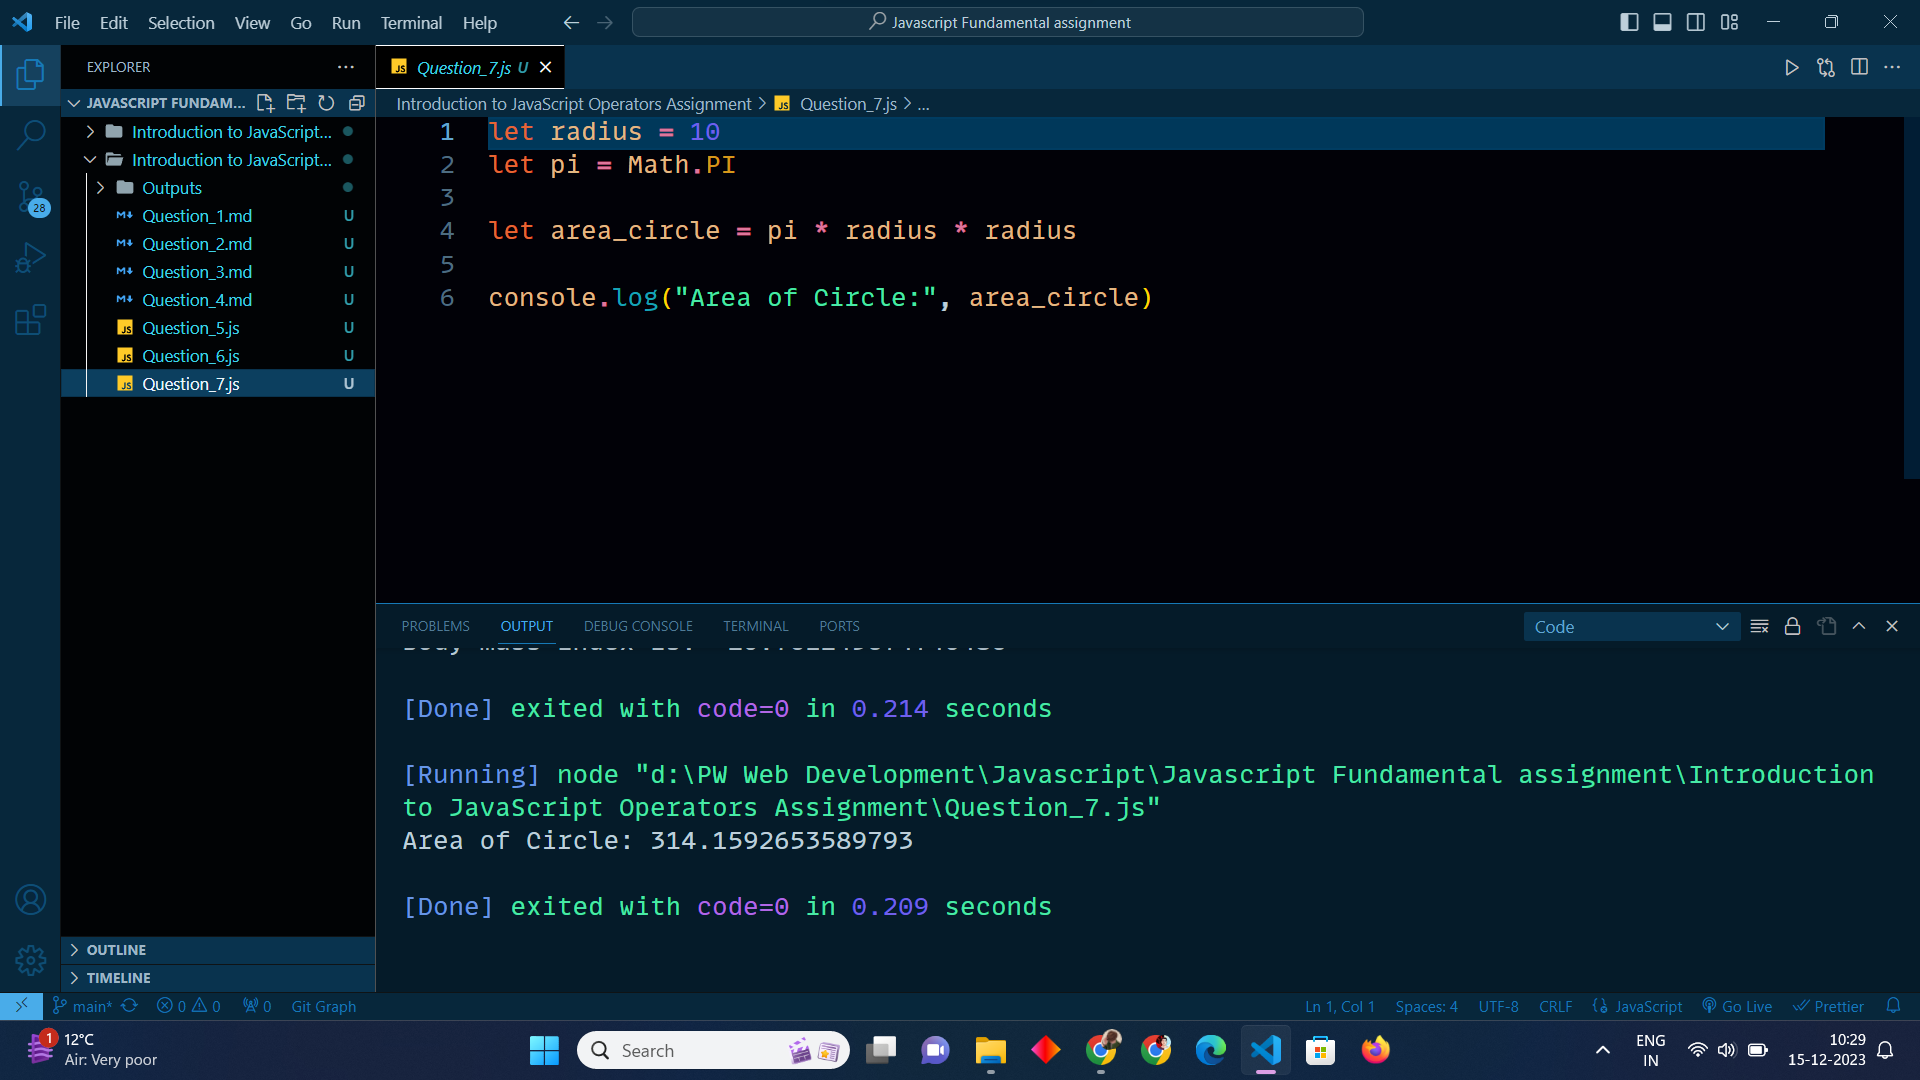 File Edit Selection View Go Run Terminal Help
Javascript Fundamental assignment
EXPLORER
JAVASCRIPT FUNDAM...
Introduction to JavaScript...
Introduction to JavaScript...
Outputs
Question_1.md U
Question_2.md U
Question_3.md U
Question_4.md U
Question_5.js U
Question_6.js U
Question_7.js U
28
OUTLINE
TIMELINE
Question_7.js U
Introduction to JavaScript Operators Assignment > Question_7.js > ...
1 let radius = 10
2 let pi = Math.PI
3
4 let area_circle = pi * radius * radius
5
6 console.log("Area of Circle:", area_circle)
PROBLEMS OUTPUT DEBUG CONSOLE TERMINAL PORTS
Code
[Done] exited with code=0 in 0.214 seconds
[Running] node "d:\PW Web Development\Javascript\Javascript Fundamental assignment\Introduction
to JavaScript Operators Assignment\Question_7.js"
Area of Circle: 314.1592653589793
[Done] exited with code=0 in 0.209 seconds
main* 0 0 0 Git Graph
Ln 1, Col 1 Spaces: 4 UTF-8 CRLF JavaScript Go Live Prettier
1
12°C
Air: Very poor
Search
ENG
IN
10:29
15-12-2023